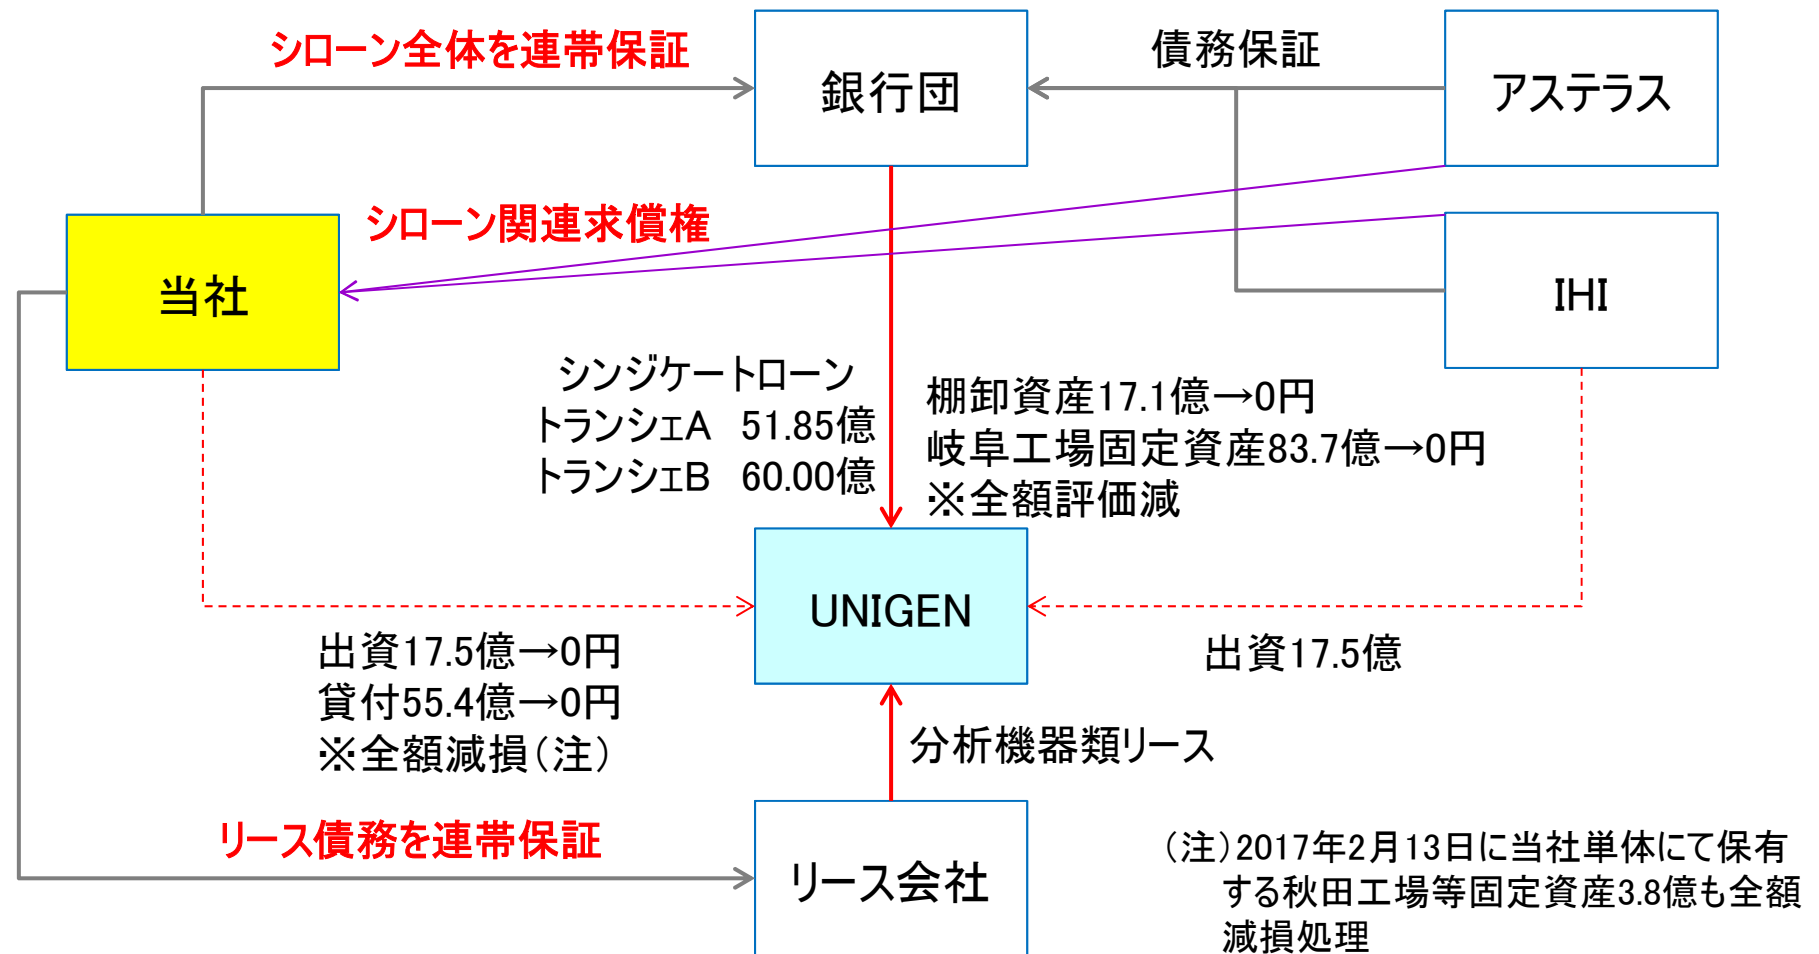 シローン全体を連帯保証
銀行団
債務保証
アステラス
シローン関連求償権
当社
IHI
シンジケートローン
トランシェA 51.85億
トランシェB 60.00億
棚卸資産17.1億→0円
岐阜工場固定資産83.7億→0円
※全額評価減
UNIGEN
出資17.5億→0円
貸付55.4億→0円
※全額減損(注)
出資17.5億
分析機器類リース
リース債務を連帯保証
リース会社
(注)2017年2月13日に当社単体にて保有
する秋田工場等固定資産3.8億も全額
減損処理